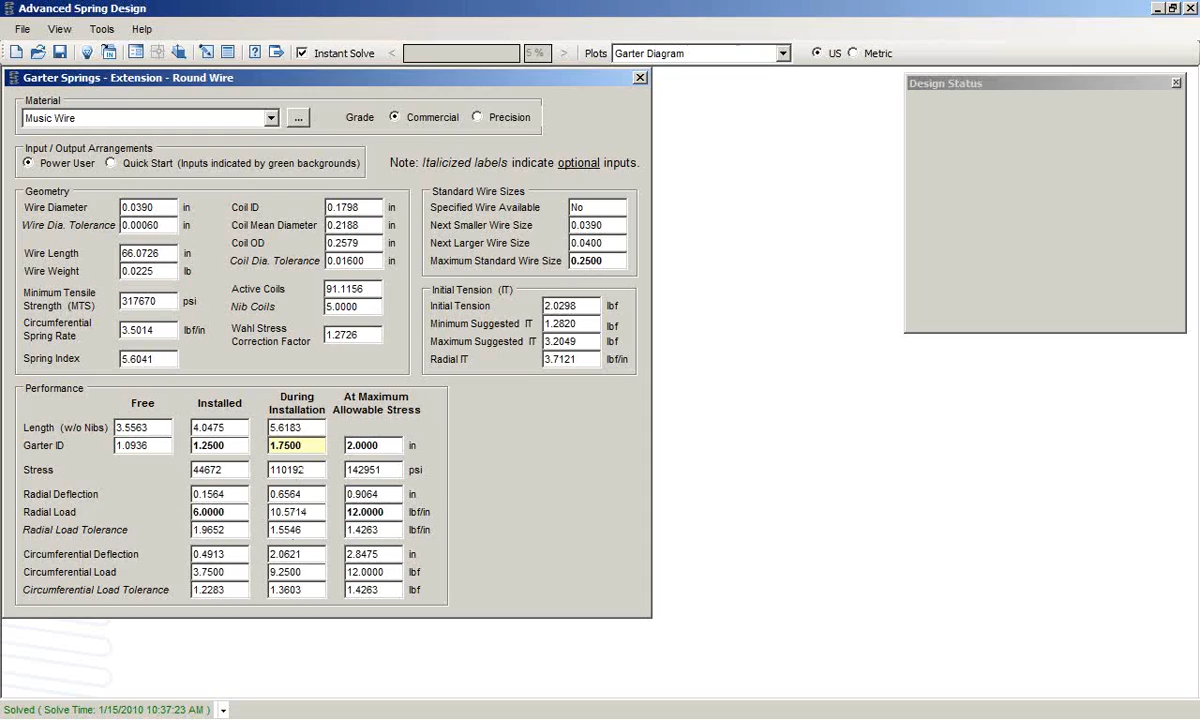 Advanced Spring Design
File View Tools Help
Instant Solve < 5 % > Plots Garter Diagram US Metric
Garter Springs - Extension - Round Wire
Design Status
Material
Music Wire ... Grade Commercial Precision
Input / Output Arrangements
Power User Quick Start (Inputs indicated by green backgrounds) Note: Italicized labels indicate optional inputs.
Geometry
Wire Diameter 0.0390 in Coil ID 0.1798 in
Wire Dia. Tolerance 0.00060 in Coil Mean Diameter 0.2188 in
Coil OD 0.2579 in
Wire Length 66.0726 in Coil Dia. Tolerance 0.01600 in
Wire Weight 0.0225 lb
Active Coils 91.1156
Minimum Tensile Strength (MTS) 317670 psi Nib Coils 5.0000
Circumferential Spring Rate 3.5014 lbf/in Wahl Stress Correction Factor 1.2726
Spring Index 5.6041
Standard Wire Sizes
Specified Wire Available No
Next Smaller Wire Size 0.0390
Next Larger Wire Size 0.0400
Maximum Standard Wire Size 0.2500
Initial Tension (IT)
Initial Tension 2.0298 lbf
Minimum Suggested IT 1.2820 lbf
Maximum Suggested IT 3.2049 lbf
Radial IT 3.7121 lbf/in
Performance
Free Installed During Installation At Maximum Allowable Stress
Length (w/o Nibs) 3.5563 4.0475 5.6183
Garter ID 1.0936 1.2500 1.7500 2.0000 in
Stress 44672 110192 142951 psi
Radial Deflection 0.1564 0.6564 0.9064 in
Radial Load 6.0000 10.5714 12.0000 lbf/in
Radial Load Tolerance 1.9652 1.5546 1.4263 lbf/in
Circumferential Deflection 0.4913 2.0621 2.8475 in
Circumferential Load 3.7500 9.2500 12.0000 lbf
Circumferential Load Tolerance 1.2283 1.3603 1.4263 lbf
Solved ( Solve Time: 1/15/2010 10:37:23 AM )